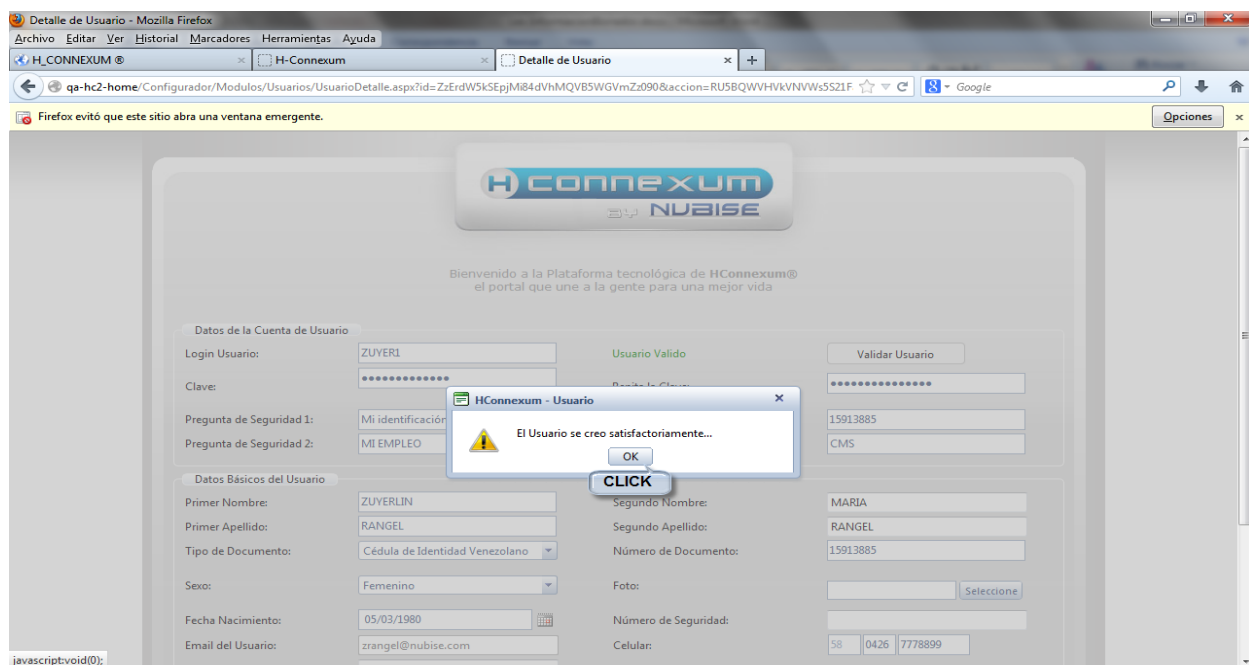 Detalle de Usuario - Mozilla Firefox
Archivo Editar Ver Historial Marcadores Herramientas Ayuda
H_CONNEXUM ® H-Connexum Detalle de Usuario
qa-hc2-home/Configurador/Modulos/Usuarios/UsuarioDetalle.aspx?id=ZzErdW5kSEpjMi84dVhMQVB5WGVmZz090&accion=RU5BQWVHVkVNVWs5S21F Google
Firefox evitó que este sitio abra una ventana emergente. Opciones
H CONNEXUM
BY NUBISE
Bienvenido a la Plataforma tecnológica de HConnexum®
el portal que une a la gente para una mejor vida
Datos de la Cuenta de Usuario
Login Usuario: ZUYER1 Usuario Valido Validar Usuario
Clave: Repita la Clave:
HConnexum - Usuario
Pregunta de Seguridad 1: Mi identificación 15913885
El Usuario se creo satisfactoriamente...
Pregunta de Seguridad 2: MI EMPLEO CMS
OK
CLICK
Datos Básicos del Usuario
Primer Nombre: ZUYERLIN Segundo Nombre: MARIA
Primer Apellido: RANGEL Segundo Apellido: RANGEL
Tipo de Documento: Cédula de Identidad Venezolano Número de Documento: 15913885
Sexo: Femenino Foto: Seleccione
Fecha Nacimiento: 05/03/1980 Número de Seguridad:
Email del Usuario: zrangel@nubise.com Celular: 58 0426 7778899
javascript:void(0);